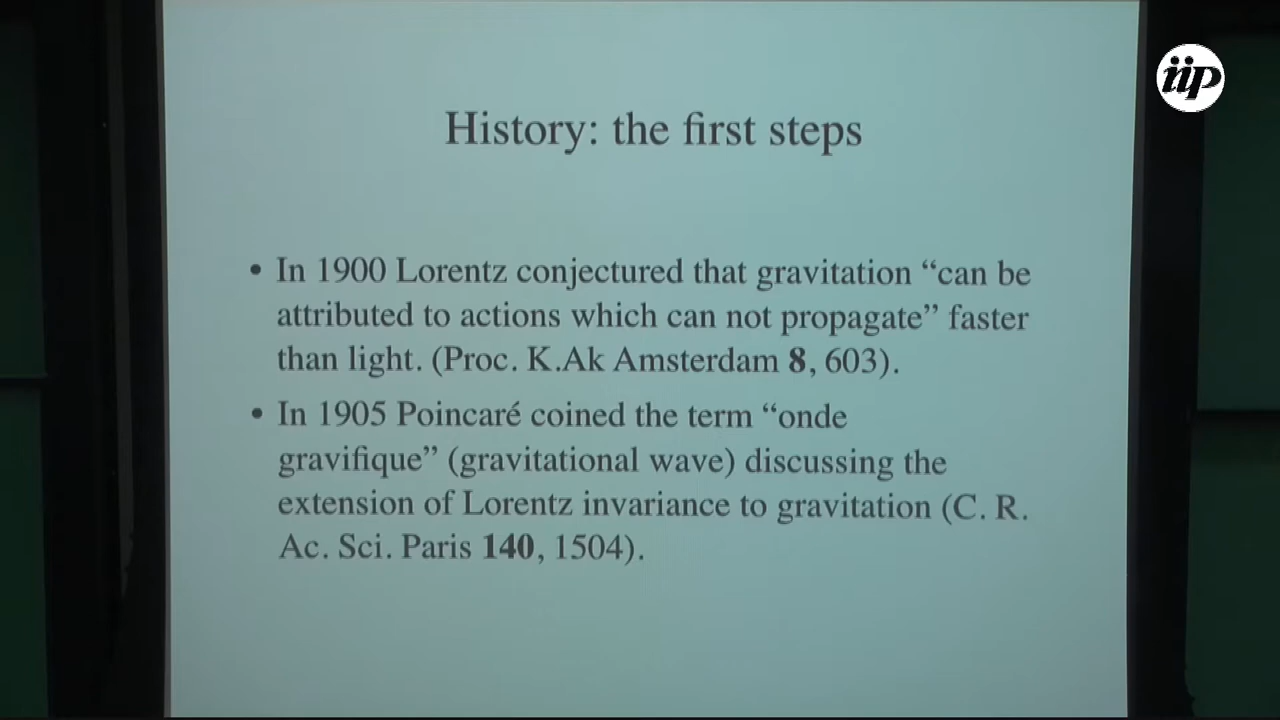 iip
History: the first steps
• In 1900 Lorentz conjectured that gravitation “can be
attributed to actions which can not propagate” faster
than light. (Proc. K.Ak Amsterdam 8, 603).
• In 1905 Poincaré coined the term “onde
gravifique” (gravitational wave) discussing the
extension of Lorentz invariance to gravitation (C. R.
Ac. Sci. Paris 140, 1504).